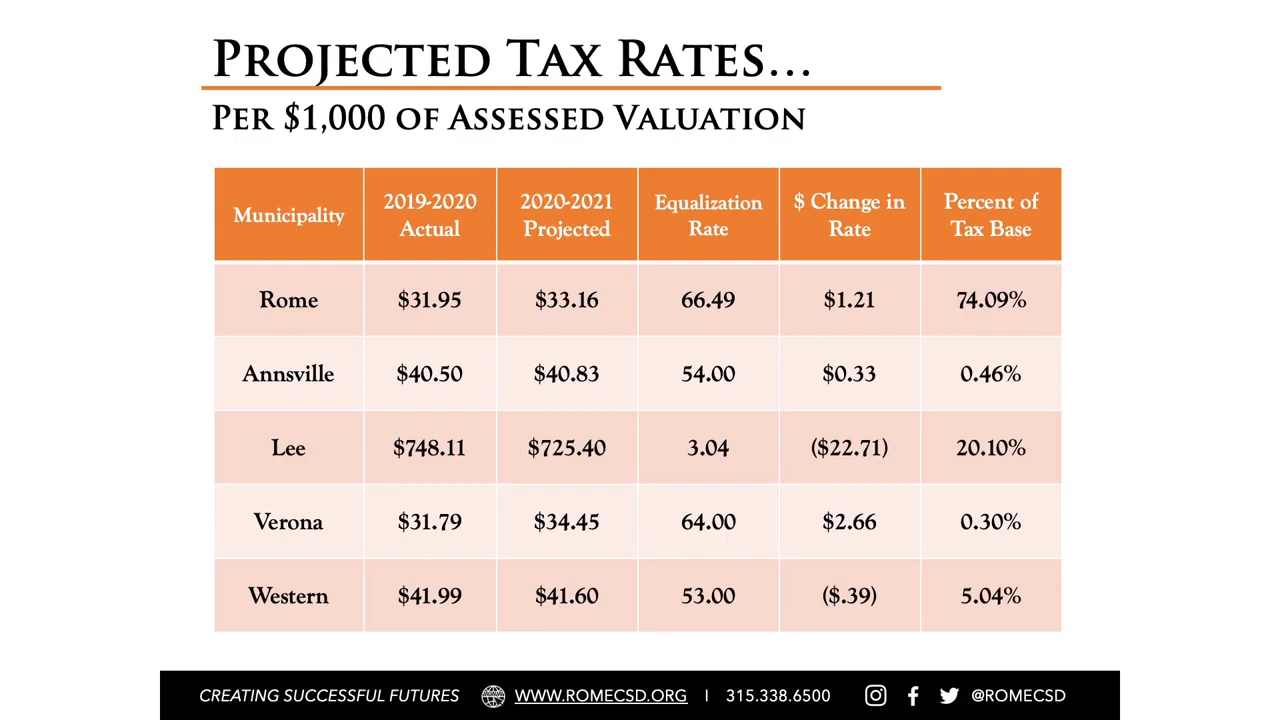 PROJECTED TAX RATES...
PER $1,000 OF ASSESSED VALUATION
Municipality 2019-2020 Actual 2020-2021 Projected Equalization Rate $ Change in Rate Percent of Tax Base
Rome $31.95 $33.16 66.49 $1.21 74.09%
Annsville $40.50 $40.83 54.00 $0.33 0.46%
Lee $748.11 $725.40 3.04 ($22.71) 20.10%
Verona $31.79 $34.45 64.00 $2.66 0.30%
Western $41.99 $41.60 53.00 ($.39) 5.04%
CREATING SUCCESSFUL FUTURES WWW.ROMECSD.ORG | 315.338.6500 @ROMECSD